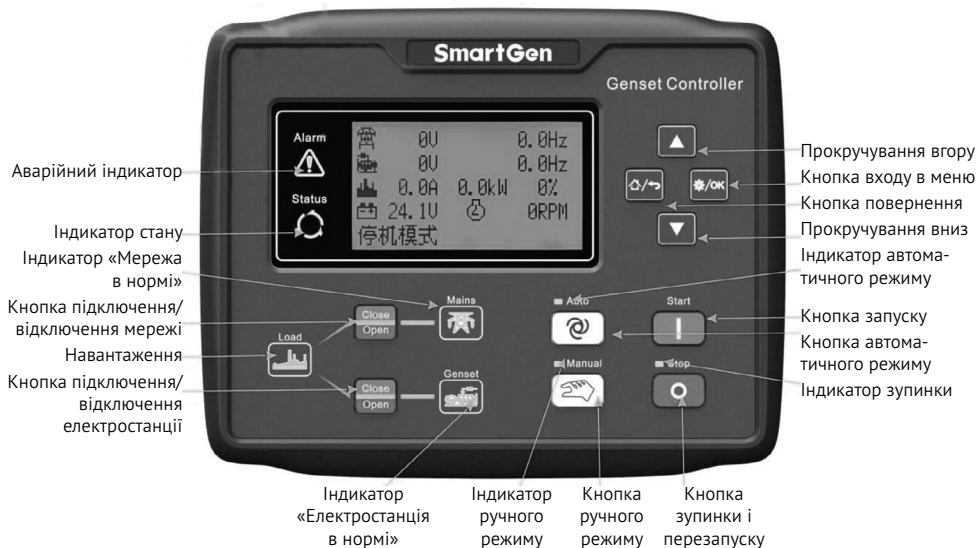 SmartGen
Genset Controller
Alarm
Status
0V 0.0Hz
0V 0.0Hz
0.0A 0.0kW 0%
24.1V 0RPM
停机模式
Mains
Close
Open
Load
Genset
Close
Open
Auto
Start
Manual
Stop
OK
Аварійний індикатор
Індикатор стану
Індикатор «Мережа
в нормі»
Кнопка підключення/
відключення мережі
Навантаження
Кнопка підключення/
відключення
електростанції
Прокручування вгору
Кнопка входу в меню
Кнопка повернення
Прокручування вниз
Індикатор автома-
тичного режиму
Кнопка запуску
Кнопка автома-
тичного режиму
Індикатор зупинки
Індикатор
«Електростанція
в нормі»
Індикатор
ручного
режиму
Кнопка
ручного
режиму
Кнопка
зупинки і
перезапуску